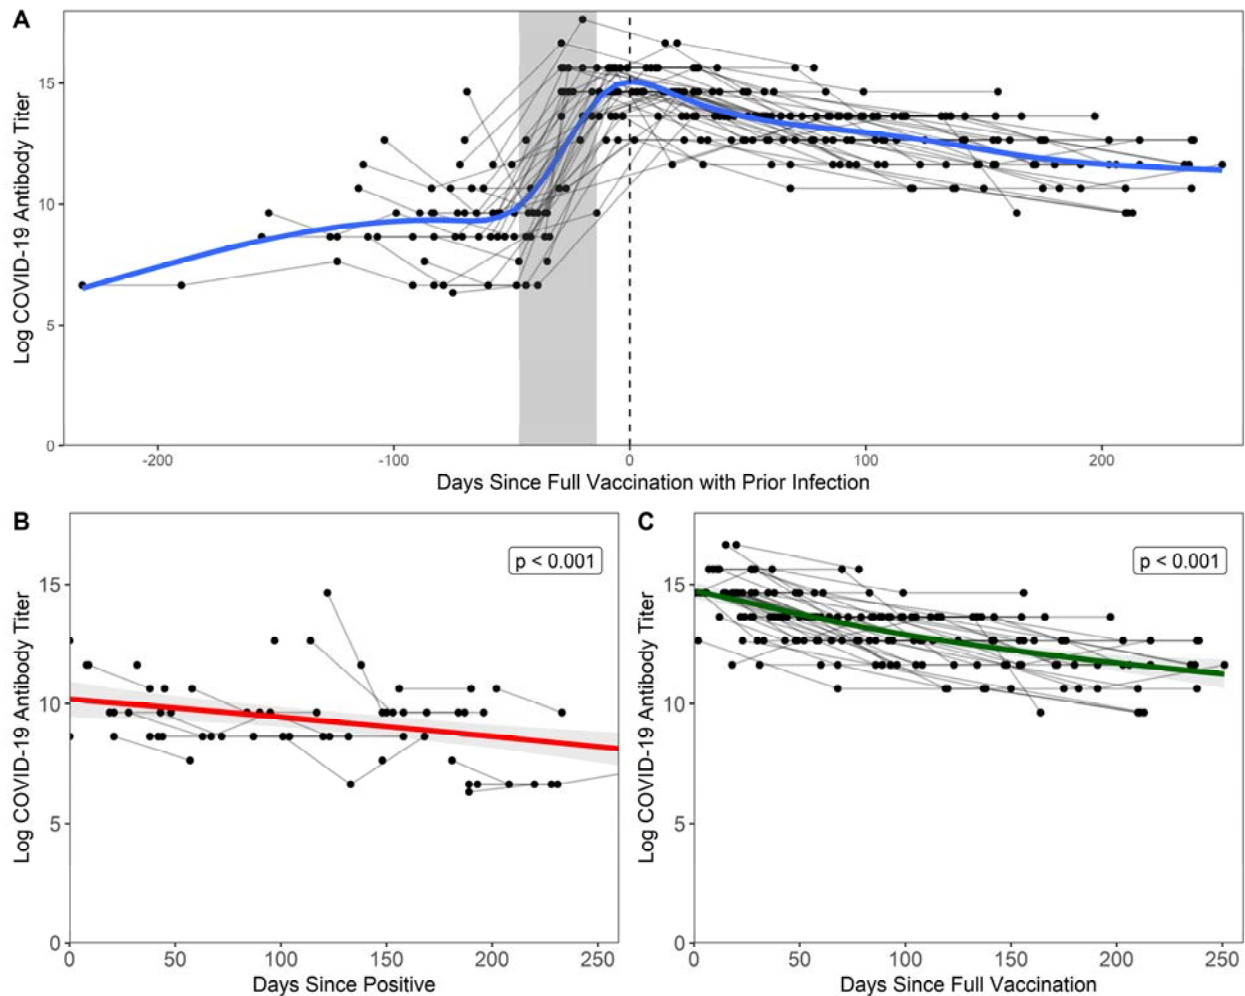 A
Log COVID-19 Antibody Titer
15
10
5
0
-200
-100
0
100
200
Days Since Full Vaccination with Prior Infection
B
p < 0.001
Log COVID-19 Antibody Titer
15
10
5
0
0
50
100
150
200
250
Days Since Positive
C
p < 0.001
Log COVID-19 Antibody Titer
15
10
5
0
0
50
100
150
200
250
Days Since Full Vaccination